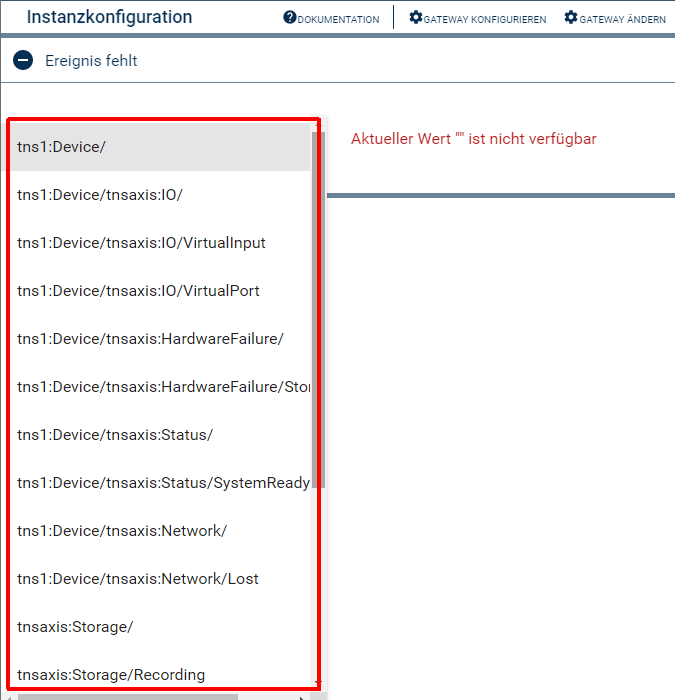 Instanzkonfiguration
DOKUMENTATION
GATEWAY KONFIGURIEREN
GATEWAY ÄNDERN
Ereignis fehlt
Aktueller Wert "" ist nicht verfügbar
tns1:Device/
tns1:Device/tnsaxis:IO/
tns1:Device/tnsaxis:IO/VirtualInput
tns1:Device/tnsaxis:IO/VirtualPort
tns1:Device/tnsaxis:HardwareFailure/
tns1:Device/tnsaxis:HardwareFailure/Stor
tns1:Device/tnsaxis:Status/
tns1:Device/tnsaxis:Status/SystemReady
tns1:Device/tnsaxis:Network/
tns1:Device/tnsaxis:Network/Lost
tnsaxis:Storage/
tnsaxis:Storage/Recording